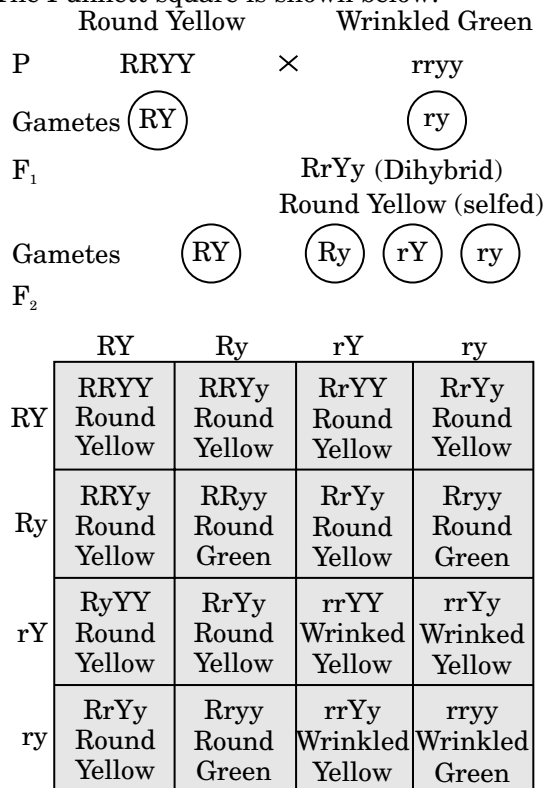 The Punnett square is shown below:
Round Yellow Wrinkled Green
P RRYY × rryy
Gametes RY ry
F₁ RrYy (Dihybrid)
Round Yellow (selfed)
Gametes RY Ry rY ry
F₂
RY Ry rY ry
RRYY RRYy RrYY RrYy
RY Round Round Round Round
Yellow Yellow Yellow Yellow
RRYy RRyy RrYy Rryy
Ry Round Round Round Round
Yellow Green Yellow Green
RyYY RrYy rrYY rrYy
rY Round Round Wrinked Wrinked
Yellow Yellow Yellow Yellow
RrYy Rryy rrYy rryy
ry Round Round Wrinkled Wrinkled
Yellow Green Yellow Green